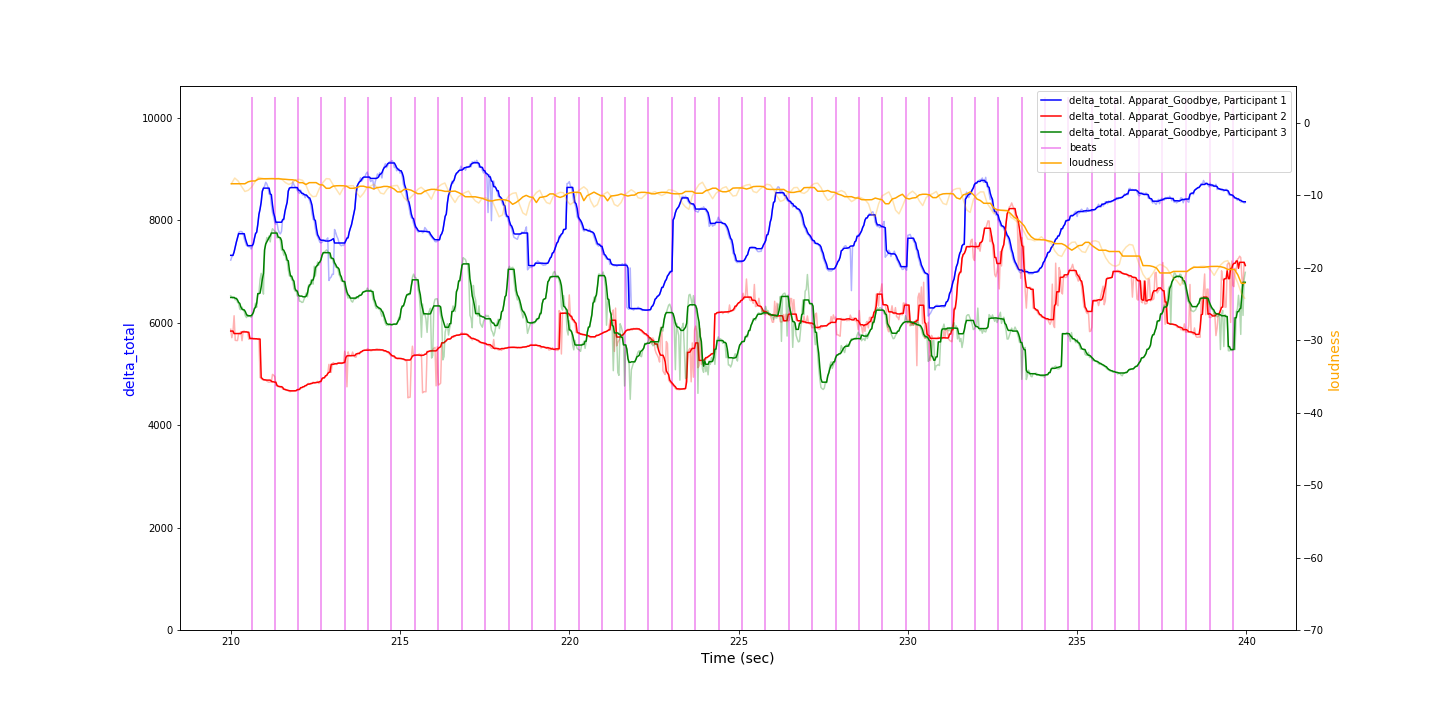 delta_total. Apparat_Goodbye, Participant 1
delta_total. Apparat_Goodbye, Participant 2
delta_total. Apparat_Goodbye, Participant 3
beats
loudness
10000
8000
6000
4000
2000
0
delta_total
0
−10
−20
−30
−40
−50
−60
−70
loudness
210
215
220
225
230
235
240
Time (sec)